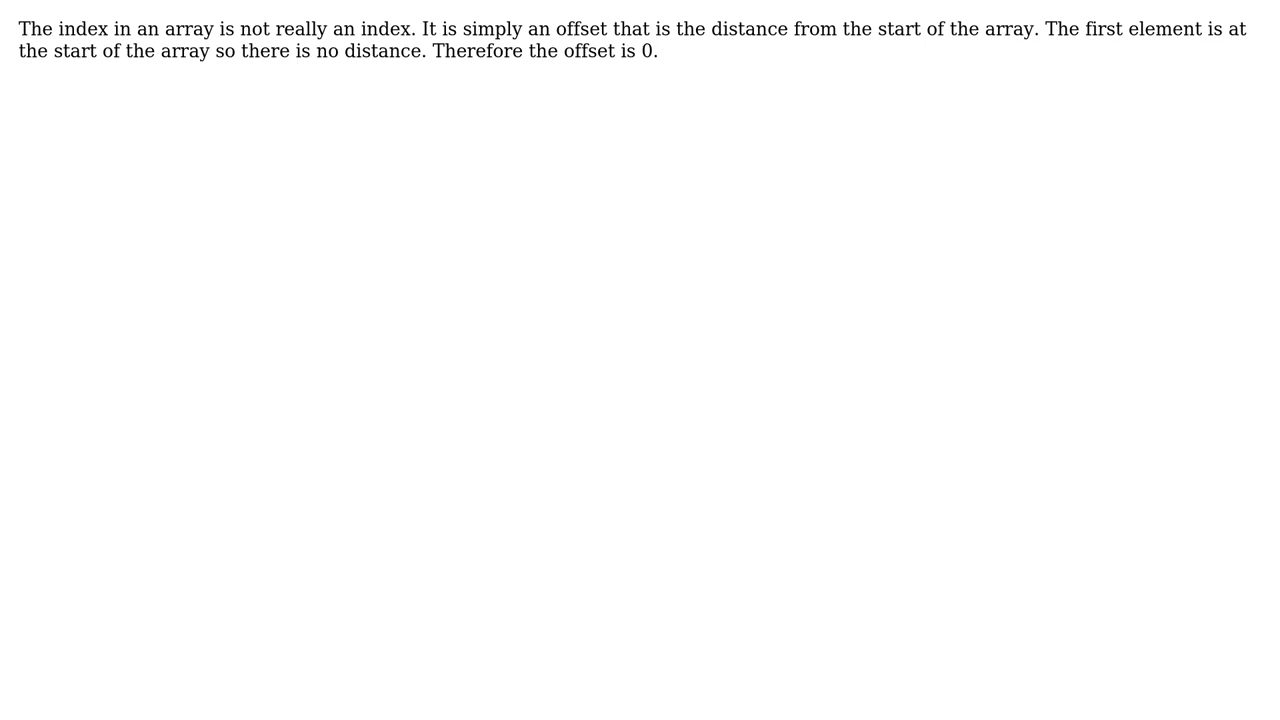 The index in an array is not really an index. It is simply an offset that is the distance from the start of the array. The first element is at
the start of the array so there is no distance. Therefore the offset is 0.